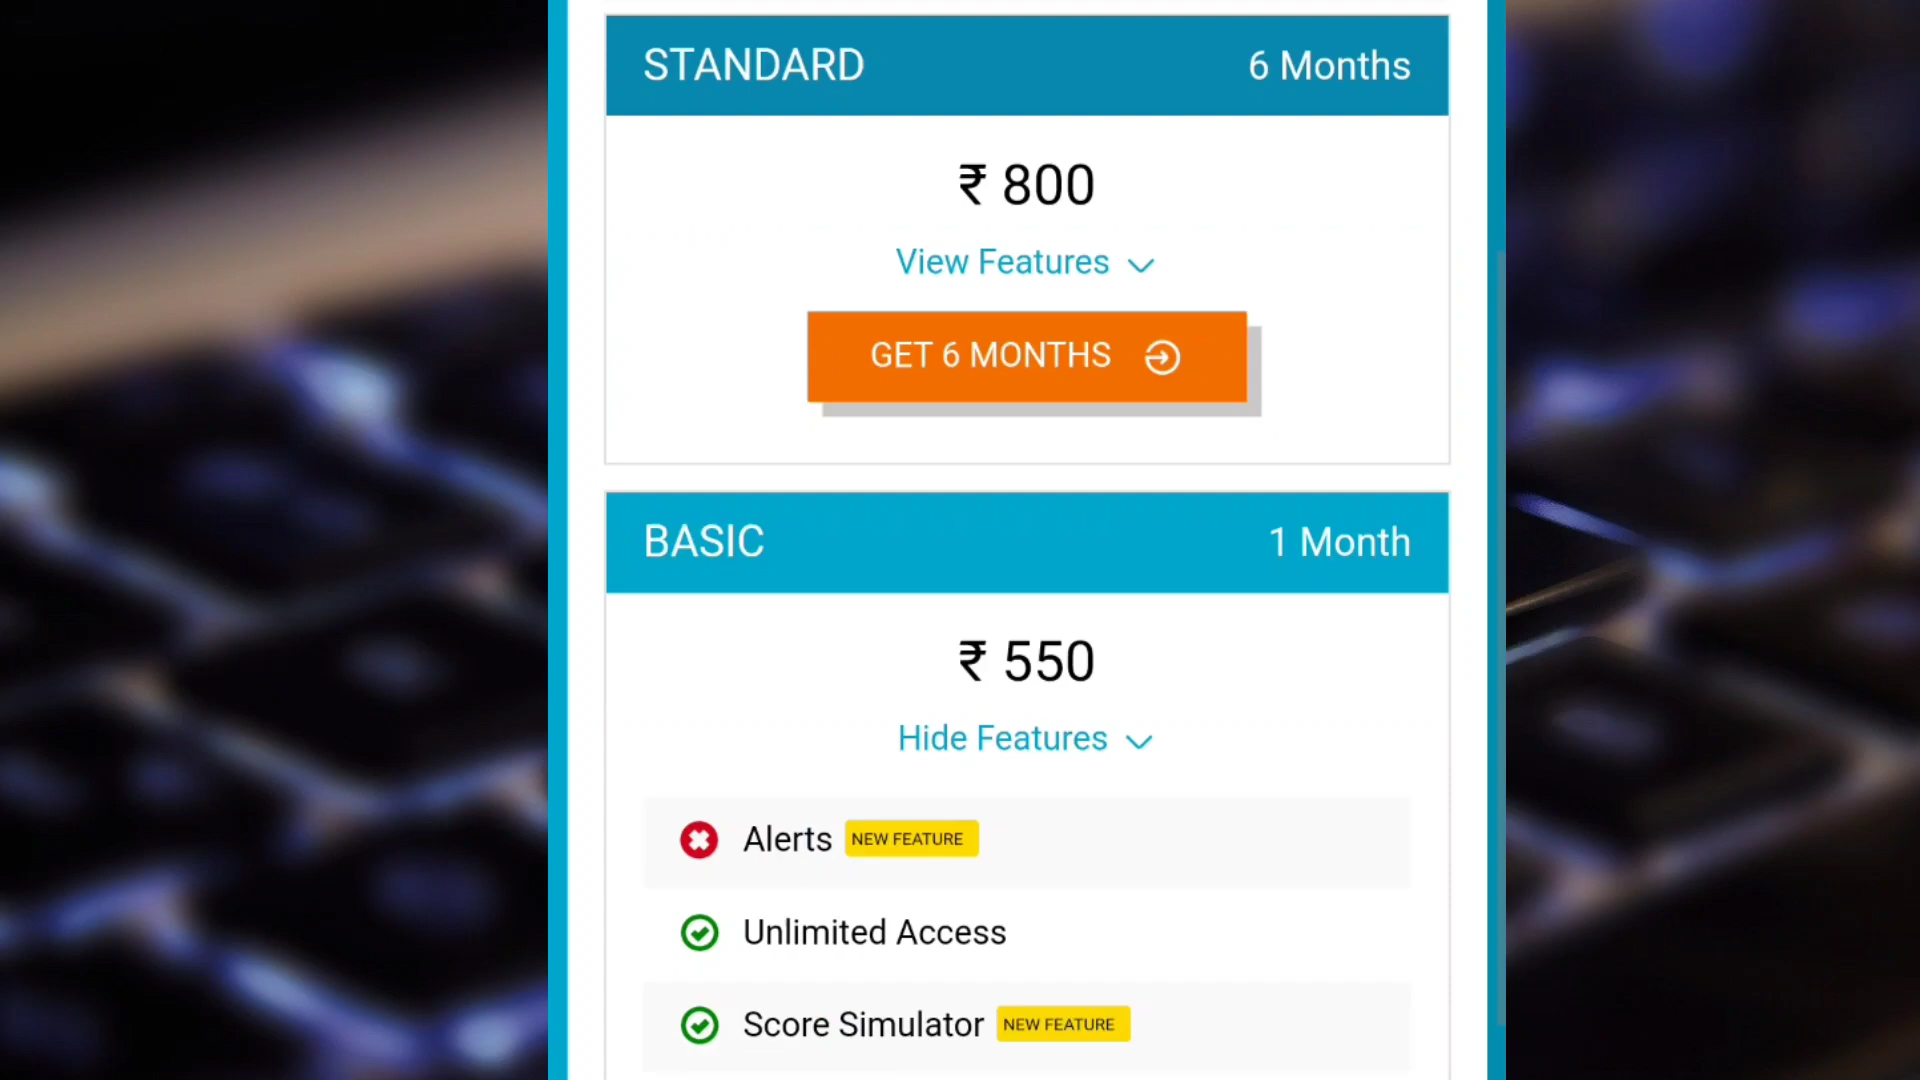 STANDARD 6 Months
₹ 800
View Features
GET 6 MONTHS
BASIC 1 Month
₹ 550
Hide Features
Alerts NEW FEATURE
Unlimited Access
Score Simulator NEW FEATURE